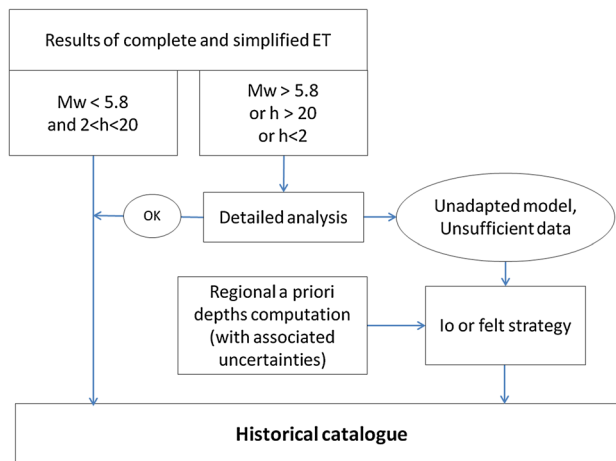 Results of complete and simplified ET
Mw < 5.8
and 2<h<20
Mw > 5.8
or h > 20
or h<2
OK
Detailed analysis
Unadapted model,
Unsufficient data
Regional a priori
depths computation
(with associated
uncertainties)
Io or felt strategy
Historical catalogue